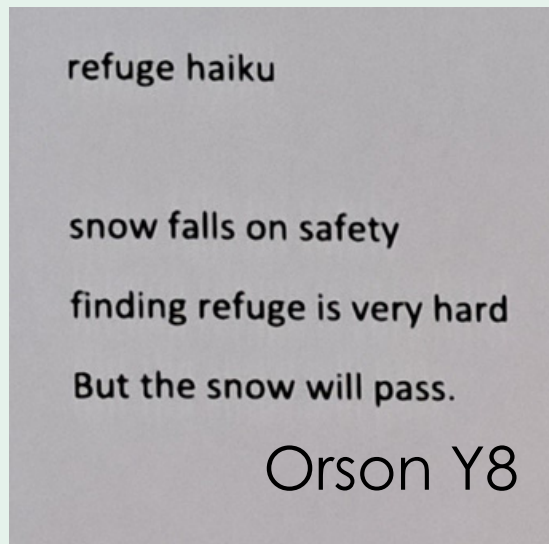 refuge haiku
snow falls on safety
finding refuge is very hard
But the snow will pass.
Orson Y8